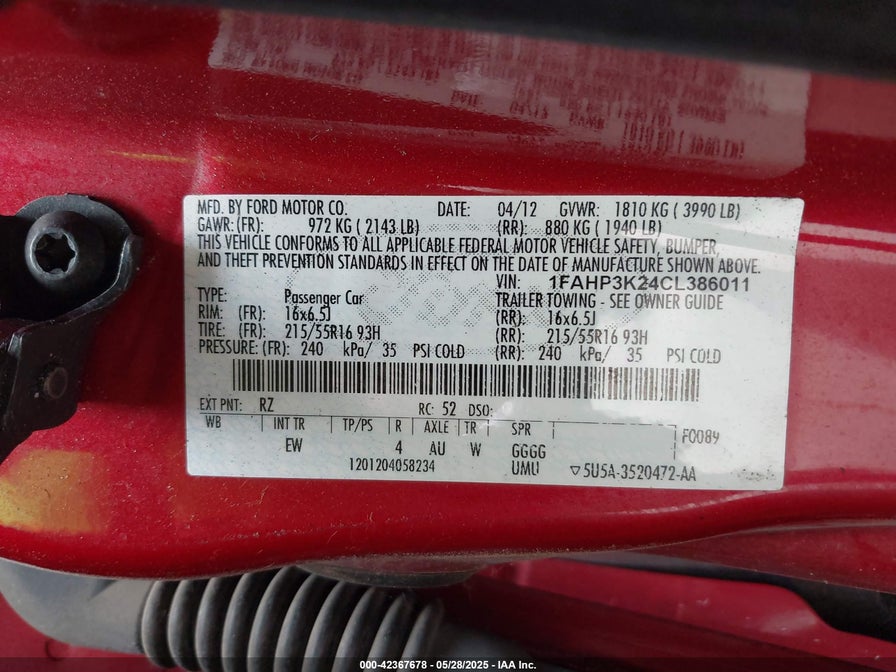 MFD. BY FORD MOTOR CO. DATE: 04/12 GVWR: 1810 KG ( 3990 LB)
GAWR: (FR): 972 KG ( 2143 LB) (RR): 880 KG ( 1940 LB)
THIS VEHICLE CONFORMS TO ALL APPLICABLE FEDERAL MOTOR VEHICLE SAFETY, BUMPER,
AND THEFT PREVENTION STANDARDS IN EFFECT ON THE DATE OF MANUFACTURE SHOWN ABOVE.
VIN: 1FAHP3K24CL386011
TYPE: Passenger Car TRAILER TOWING - SEE OWNER GUIDE
RIM: (FR): 16x6.5J (RR): 16x6.5J
TIRE: (FR): 215/55R16 93H (RR): 215/55R16 93H
PRESSURE: (FR): 240 kPa/ 35 PSI COLD (RR): 240 kPa/ 35 PSI COLD
EXT PNT: RZ RC: 52 DSO:
WB INT TR TP/PS R AXLE TR SPR F0089
EW 4 AU W GGGG
1201204058234 UMU ▽5U5A-3520472-AA
000-42367678 - 05/28/2025 - IAA Inc.